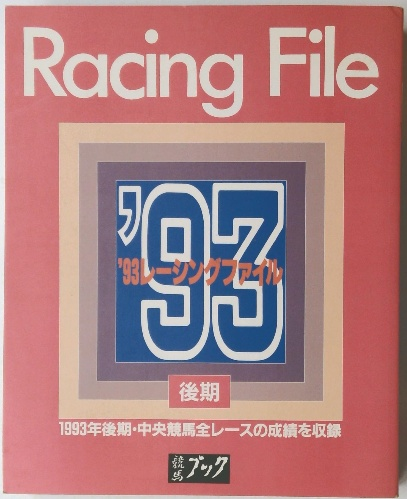 Racing File
'93
'93レーシングファイル
後期
1993年後期・中央競馬全レースの成績を収録
競馬ブック